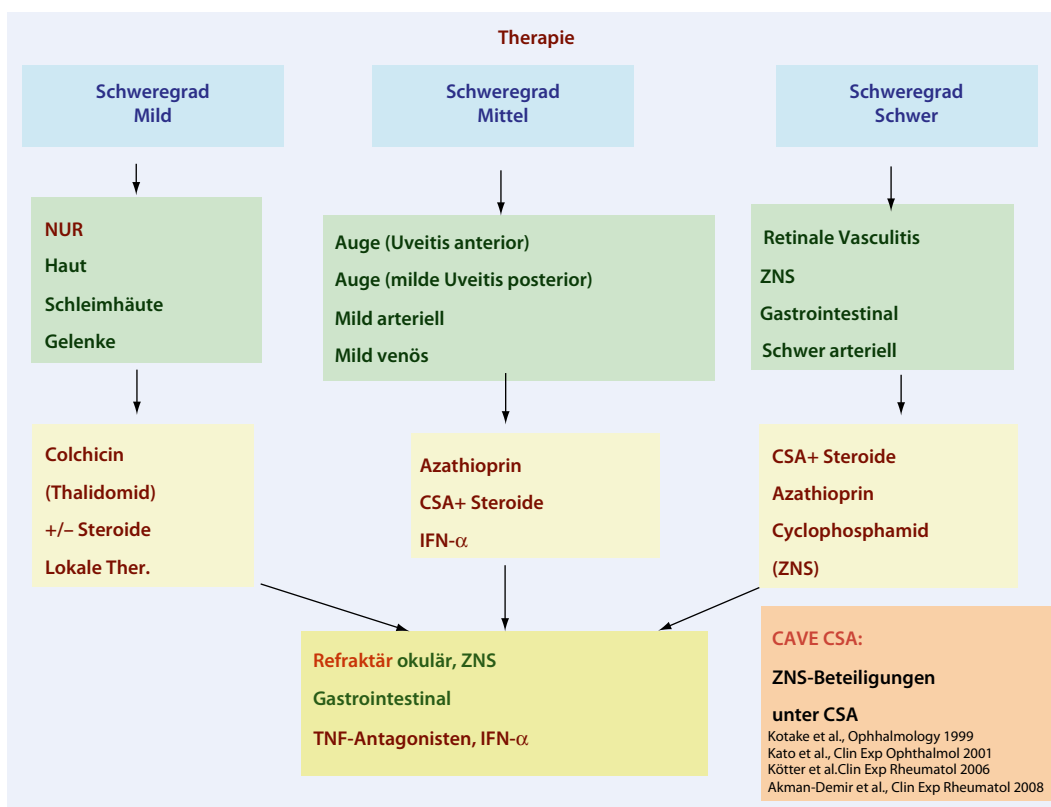 Therapie
Schweregrad
Mild
Schweregrad
Mittel
Schweregrad
Schwer
NUR
Haut
Schleimhäute
Gelenke
Auge (Uveitis anterior)
Auge (milde Uveitis posterior)
Mild arteriell
Mild venös
Retinale Vasculitis
ZNS
Gastrointestinal
Schwer arteriell
Colchicin
(Thalidomid)
+/– Steroide
Lokale Ther.
Azathioprin
CSA+ Steroide
IFN-α
CSA+ Steroide
Azathioprin
Cyclophosphamid
(ZNS)
Refraktär okulär, ZNS
Gastrointestinal
TNF-Antagonisten, IFN-α
CAVE CSA:
ZNS-Beteiligungen
unter CSA
Kotake et al., Ophhalmology 1999
Kato et al., Clin Exp Ophthalmol 2001
Kötter et al.Clin Exp Rheumatol 2006
Akman-Demir et al., Clin Exp Rheumatol 2008